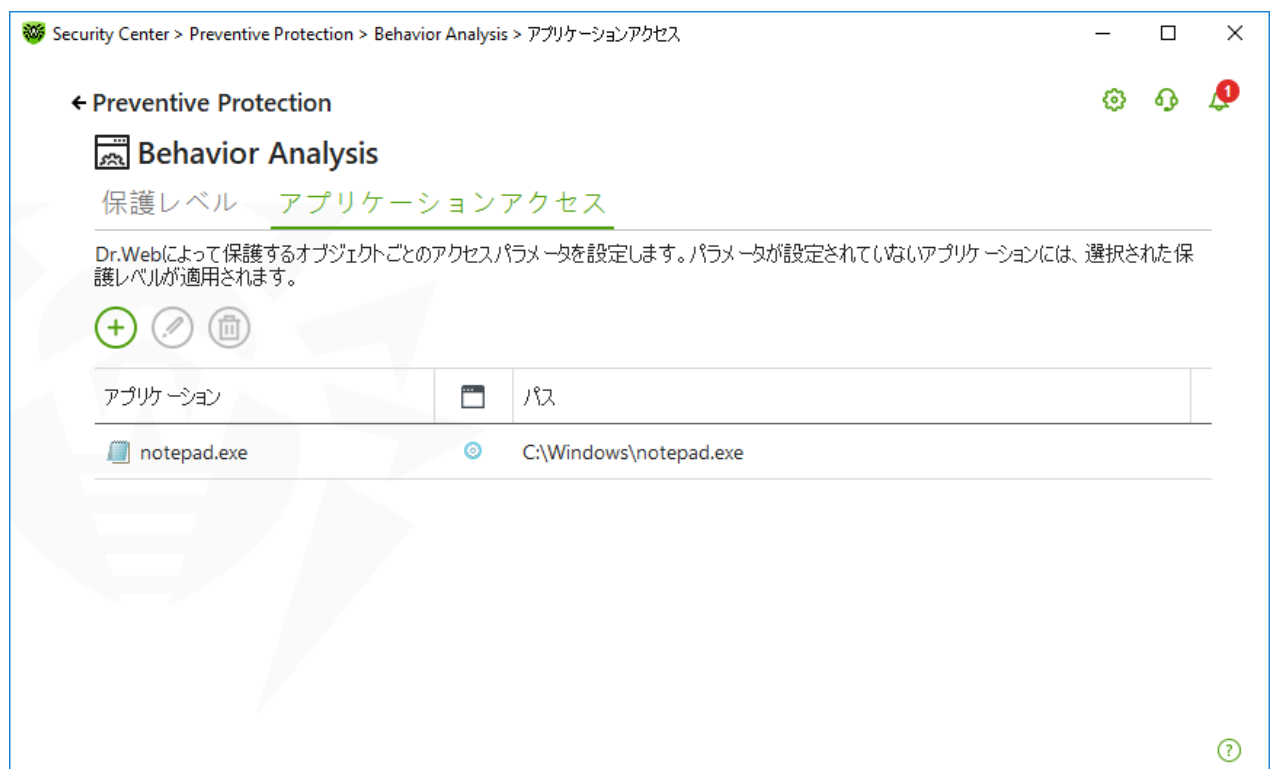 Security Center > Preventive Protection > Behavior Analysis > アプリケーションアクセス
Preventive Protection
1
Behavior Analysis
保護レベル アプリケーションアクセス
Dr.Webによって保護するオブジェクトごとのアクセスパラメータを設定します。パラメータが設定されていないアプリケーションには、選択された保
護レベルが適用されます。
アプリケーション パス
notepad.exe C:\Windows\notepad.exe
?